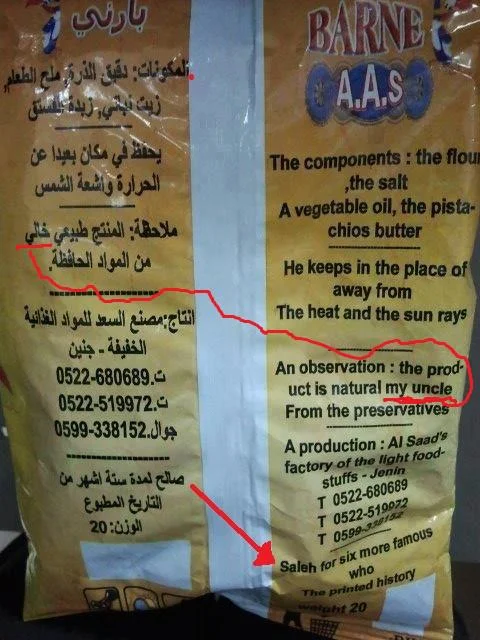 بارني
المكونات: دقيق الذرة, ملح الطعام,
زيت نباتي, زبدة فستق
يحفظ في مكان بعيدا عن
الحرارة واشعة الشمس
ملاحظة: المنتج طبيعي خالي
من المواد الحافظة.
انتاج:مصنع السعد للمواد الغذائية
الخفيفة - جنين
ت.0522-680689
ت.0522-519972
جوال.0599-338152
صالح لمدة ستة اشهر من
التاريخ المطبوع
الوزن: 20
BARNE
A.A.S
The components : the flour
,the salt
A vegetable oil, the pista-
chios butter
He keeps in the place of
away from
The heat and the sun rays
An observation : the prod-
uct is natural my uncle
From the preservatives
A production : Al Saad's
factory of the light food-
stuffs - Jenin
T 0522-680689
T 0522-519972
T 0599-338152
Saleh for six more famous
who
The printed history
weight 20